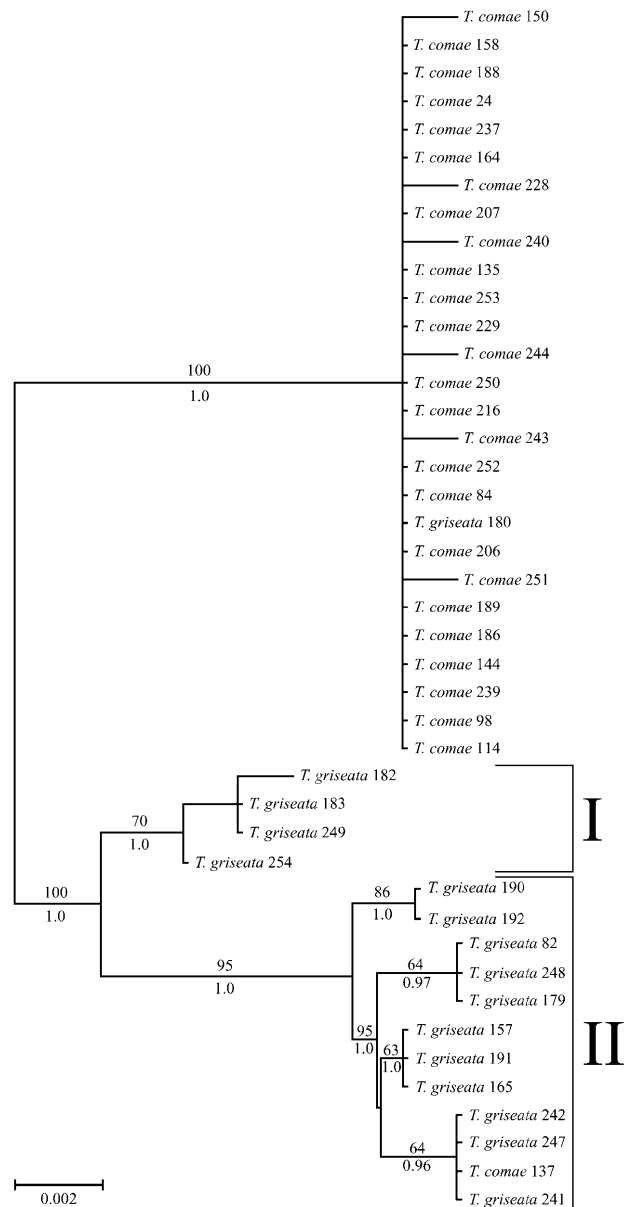 T. comae 150
T. comae 158
T. comae 188
T. comae 24
T. comae 237
T. comae 164
T. comae 228
T. comae 207
T. comae 240
T. comae 135
T. comae 253
T. comae 229
T. comae 244
100
1.0
T. comae 250
T. comae 216
T. comae 243
T. comae 252
T. comae 84
T. griseata 180
T. comae 206
T. comae 251
T. comae 189
T. comae 186
T. comae 144
T. comae 239
T. comae 98
T. comae 114
T. griseata 182
T. griseata 183
I
70
1.0
T. griseata 249
T. griseata 254
100
1.0
T. griseata 190
86
1.0
T. griseata 192
T. griseata 82
95
1.0
64
0.97
T. griseata 248
T. griseata 179
T. griseata 157
95
1.0
63
1.0
T. griseata 191
II
T. griseata 165
T. griseata 242
T. griseata 247
64
0.96
T. comae 137
T. griseata 241
0.002